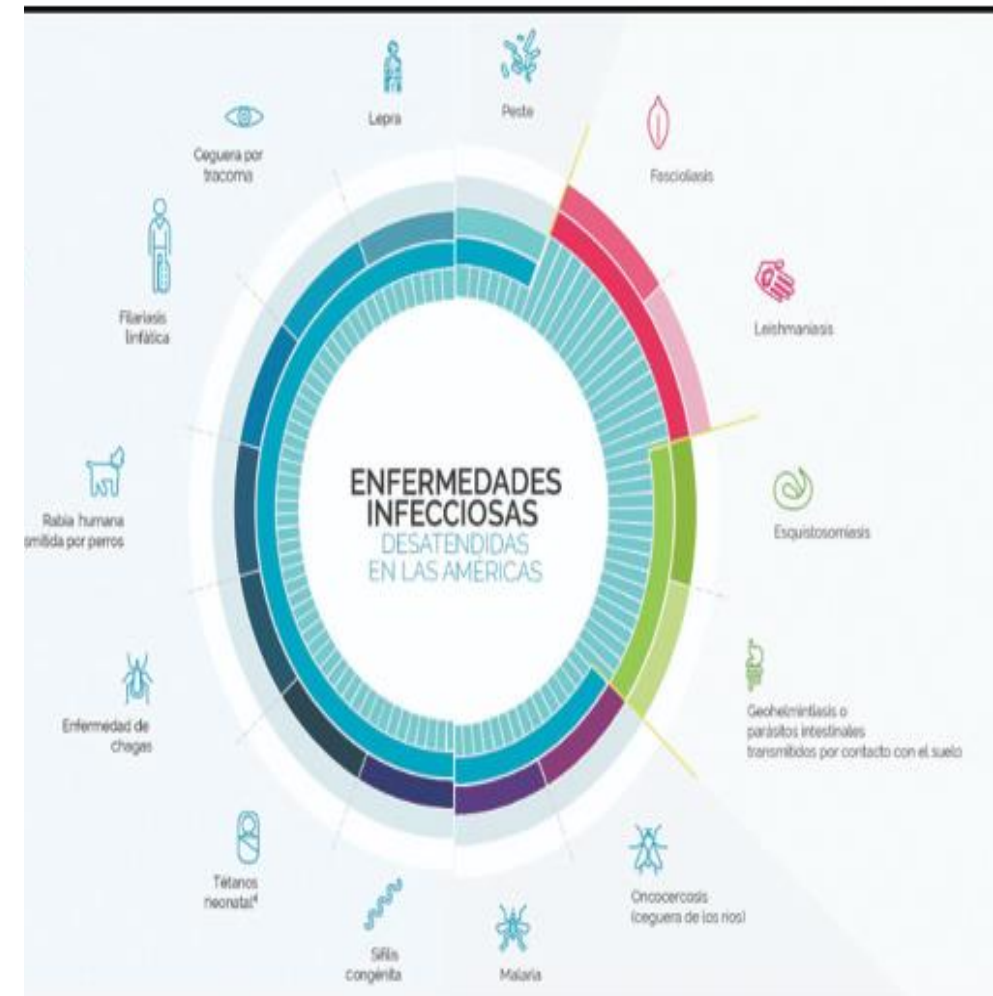 Lepra
Peste
Fascioliasis
Ceguera por
tracoma
Leishmaniasis
Filariasis
linfática
ENFERMEDADES
INFECCIOSAS
DESATENDIDAS
EN LAS AMÉRICAS
Rabia humana
smitida por perros
Esquistosomiasis
Enfermedad de
chagas
Geohelmintiasis o
parásitos intestinales
transmitidos por contacto con el suelo
Tétanos
neonatal
Oncocercosis
(ceguera de los ríos)
Sífilis
congénita
Malaria